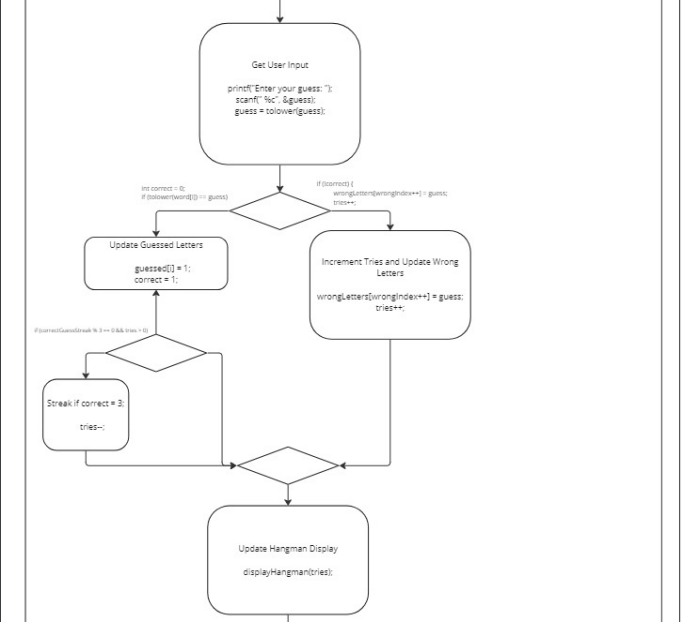 Get User Input
printf("Enter your guess: ");
scanf(" %c", &guess);
guess = tolower(guess);
int correct = 0;
if (tolower(word[i]) == guess)
if (!correct) {
wrongLetters[wrongIndex++] = guess;
tries++;
Update Guessed Letters
guessed[i] = 1;
correct = 1;
Increment Tries and Update Wrong
Letters
wrongLetters[wrongIndex++] = guess;
tries++;
if (correctGuessStreak % 3 == 0 && tries > 0)
Streak if correct = 3;
tries--;
Update Hangman Display
displayHangman(tries);